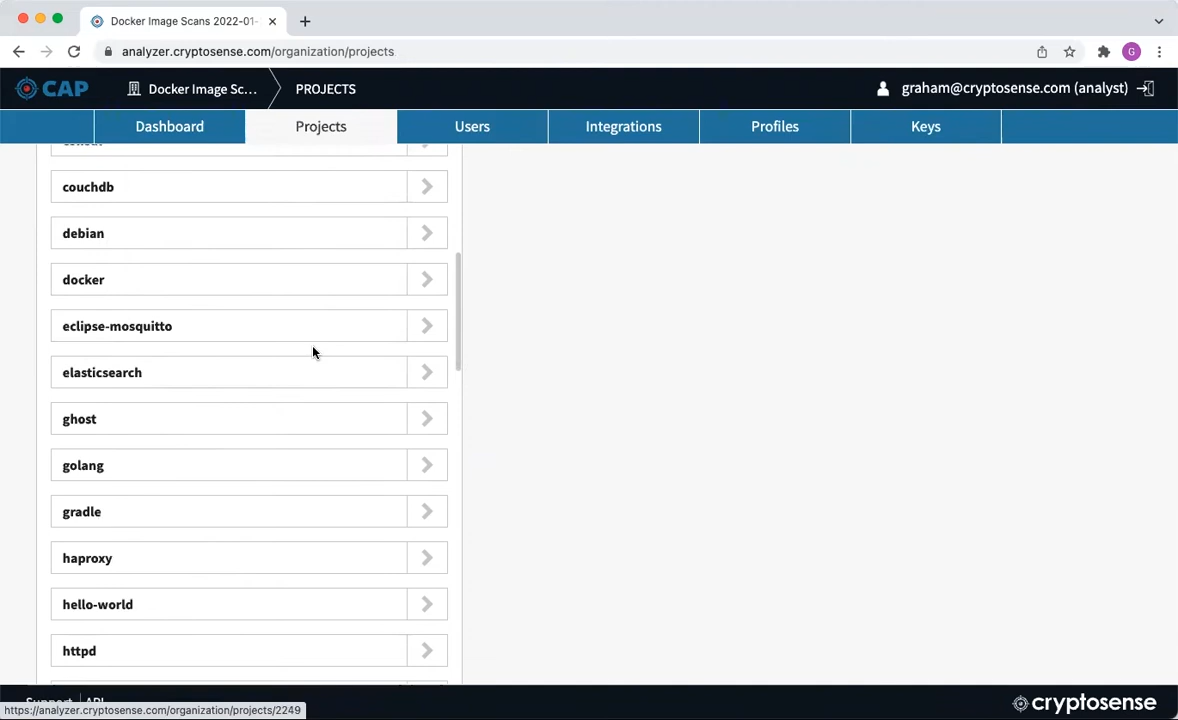 Docker Image Scans 2022-01-
analyzer.cryptosense.com/organization/projects
G
CAP
Docker Image Sc...
PROJECTS
graham@cryptosense.com (analyst)
Dashboard
Projects
Users
Integrations
Profiles
Keys
couchdb
debian
docker
eclipse-mosquitto
elasticsearch
ghost
golang
gradle
haproxy
hello-world
httpd
Support
API
cryptosense
https://analyzer.cryptosense.com/organization/projects/2249